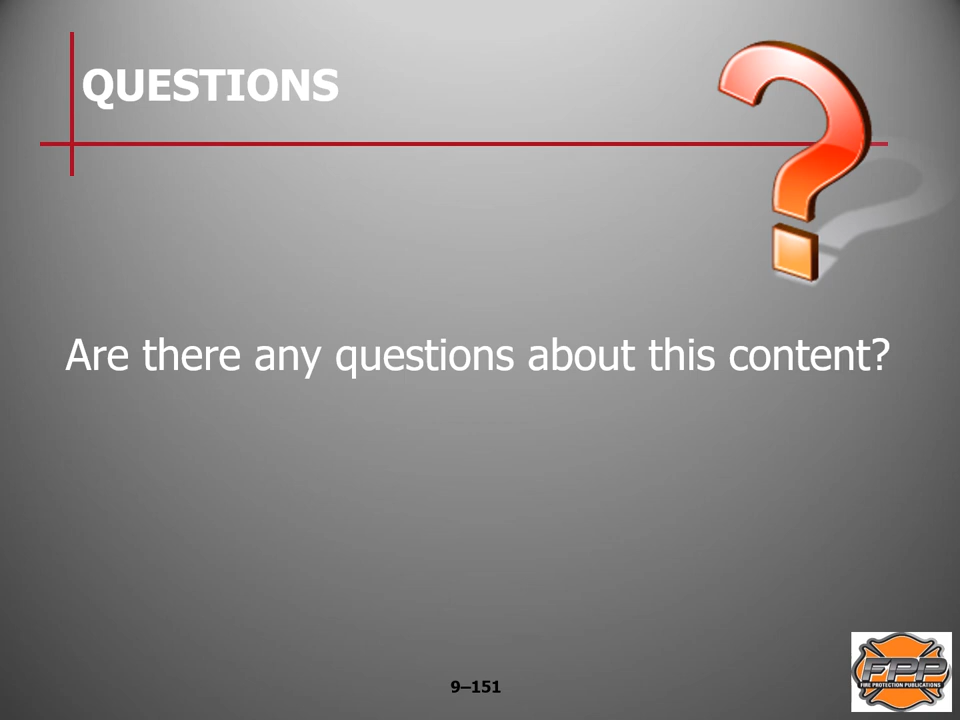 QUESTIONS
Are there any questions about this content?
9–151
FPP
FIRE PROTECTION PUBLICATIONS